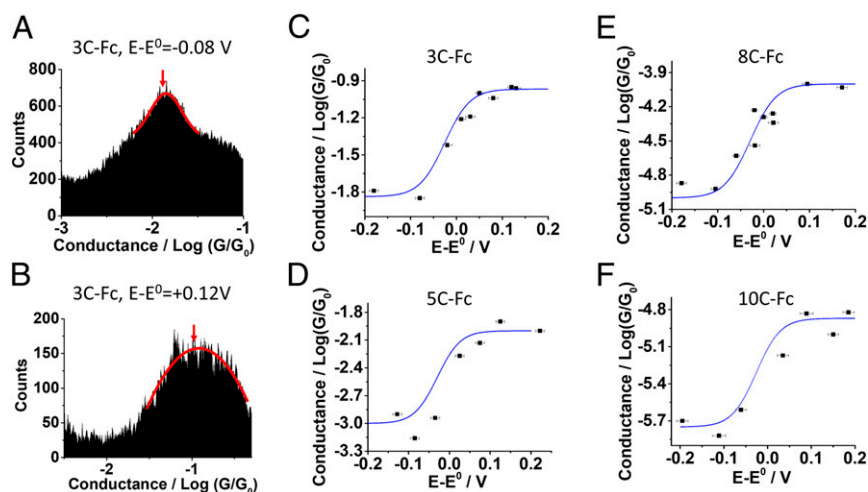 A
3C-Fc, E-E⁰=-0.08 V
800
600
400
200
0
Counts
-3 -2 -1
Conductance / Log (G/G₀)
B
3C-Fc, E-E⁰=+0.12V
200
150
100
50
0
Counts
-2 -1
Conductance / Log (G/G₀)
C
3C-Fc
-0.9
-1.2
-1.5
-1.8
Conductance / Log(G/G₀)
-0.2 -0.1 0.0 0.1 0.2
E-E⁰ / V
D
5C-Fc
-1.8
-2.1
-2.4
-2.7
-3.0
-3.3
Conductance / Log(G/G₀)
-0.2 -0.1 0.0 0.1 0.2
E-E⁰ / V
E
8C-Fc
-3.9
-4.2
-4.5
-4.8
-5.1
Conductance / Log(G/G₀)
-0.2 -0.1 0.0 0.1 0.2
E-E⁰ / V
F
10C-Fc
-4.8
-5.1
-5.4
-5.7
Conductance / Log(G/G₀)
-0.2 -0.1 0.0 0.1 0.2
E-E⁰ / V